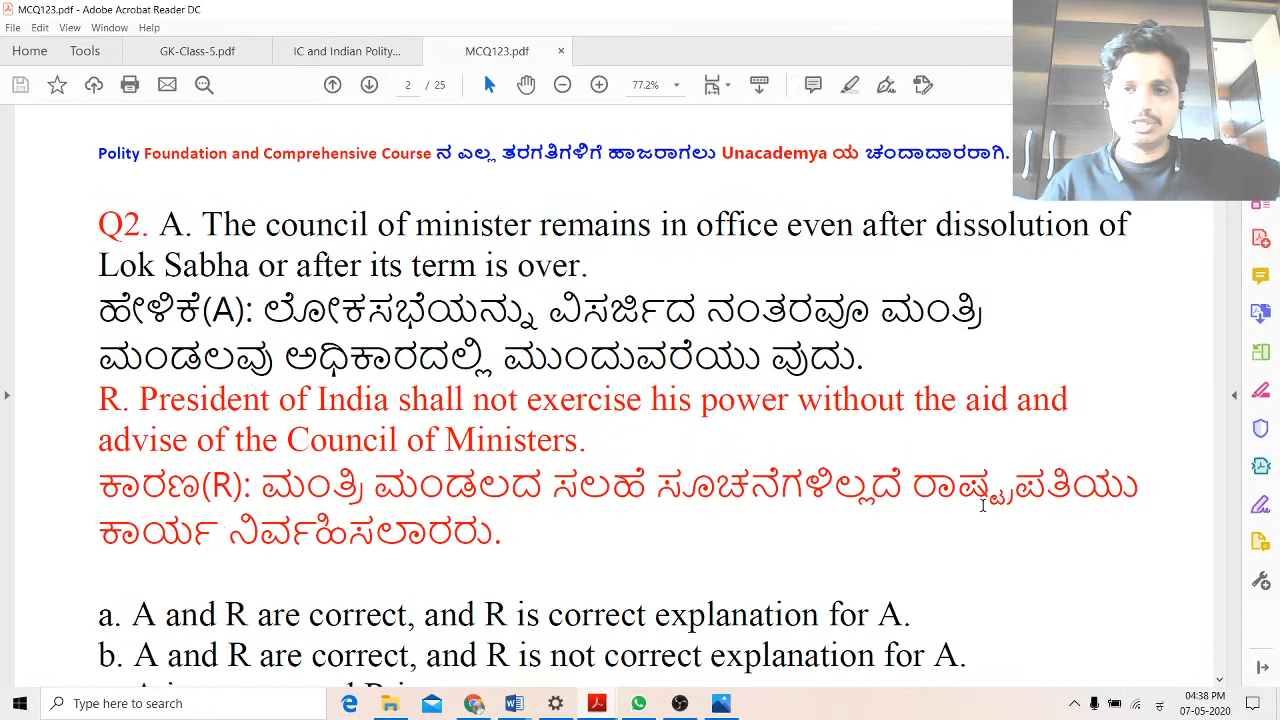 MCQ123.pdf - Adobe Acrobat Reader DC
File Edit View Window Help
Home Tools GK-Class-5.pdf IC and Indian Polity... MCQ123.pdf ×
2 / 25 77.2%
Polity Foundation and Comprehensive Course ನ ಎಲ್ಲ ತರಗತಿಗಳಿಗೆ ಹಾಜರಾಗಲು Unacademya ಯ ಚಂದಾದಾರರಾಗಿ.
Q2. A. The council of minister remains in office even after dissolution of
Lok Sabha or after its term is over.
ಹೇಳಿಕೆ(A): ಲೋಕಸಭೆಯನ್ನು ವಿಸರ್ಜಿದ ನಂತರವೂ ಮಂತ್ರಿ
ಮಂಡಲವು ಅಧಿಕಾರದಲ್ಲಿ ಮುಂದುವರೆಯು ವುದು.
R. President of India shall not exercise his power without the aid and
advise of the Council of Ministers.
ಕಾರಣ(R): ಮಂತ್ರಿ ಮಂಡಲದ ಸಲಹೆ ಸೂಚನೆಗಳಿಲ್ಲದೆ ರಾಷ್ಟ್ರಪತಿಯು
ಕಾರ್ಯ ನಿರ್ವಹಿಸಲಾರರು.
a. A and R are correct, and R is correct explanation for A.
b. A and R are correct, and R is not correct explanation for A.
Type here to search
04:38 PM
07-05-2020